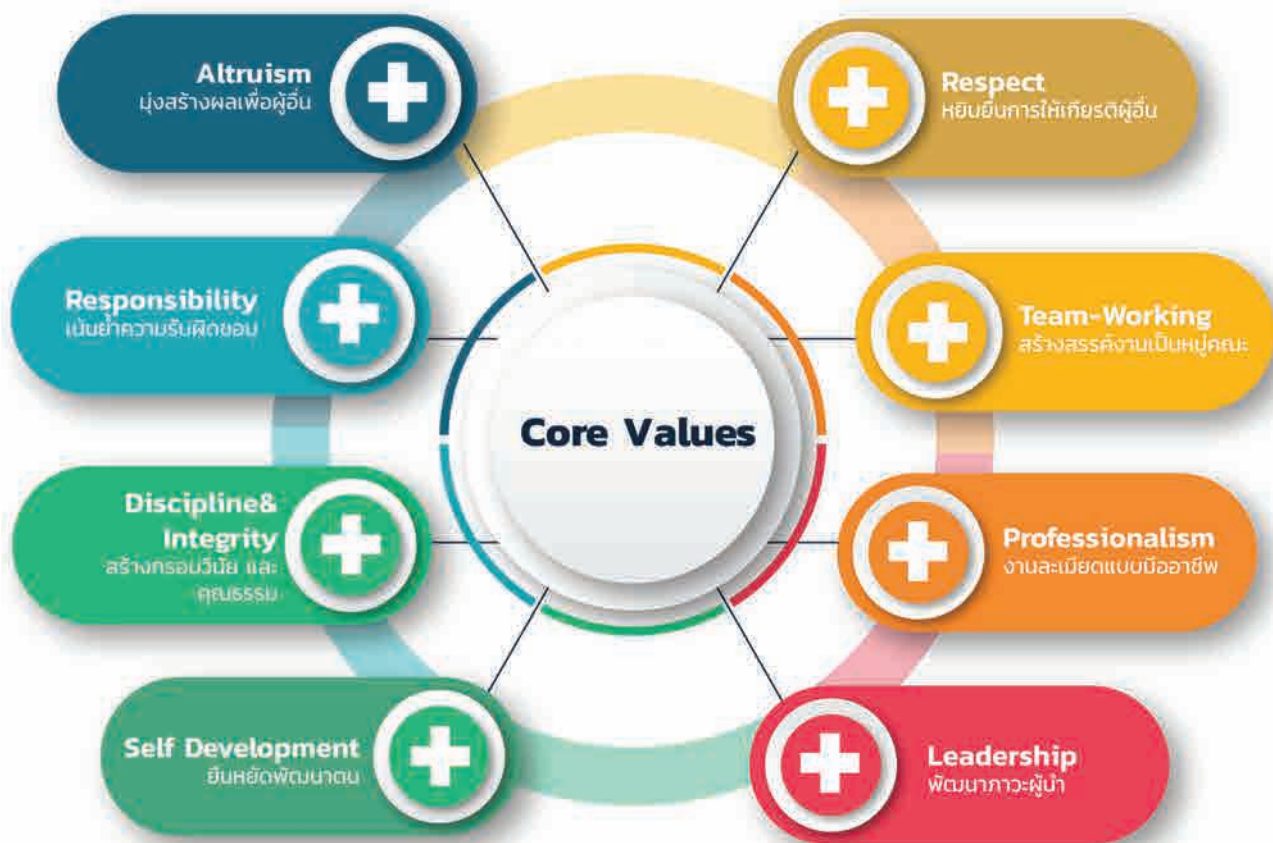 Altruism
มุ่งสร้างผลเพื่อผู้อื่น
Respect
หยิบยื่นการให้เกียรติผู้อื่น
Responsibility
เน้นย้ำความรับผิดชอบ
Team-Working
สร้างสรรค์งานเป็นหมู่คณะ
Core Values
Discipline&
Integrity
สร้างกรอบวินัย และ
คุณธรรม
Professionalism
งานละเมียดแบบมืออาชีพ
Self Development
ยืนหยัดพัฒนาตน
Leadership
พัฒนาภาวะผู้นำ